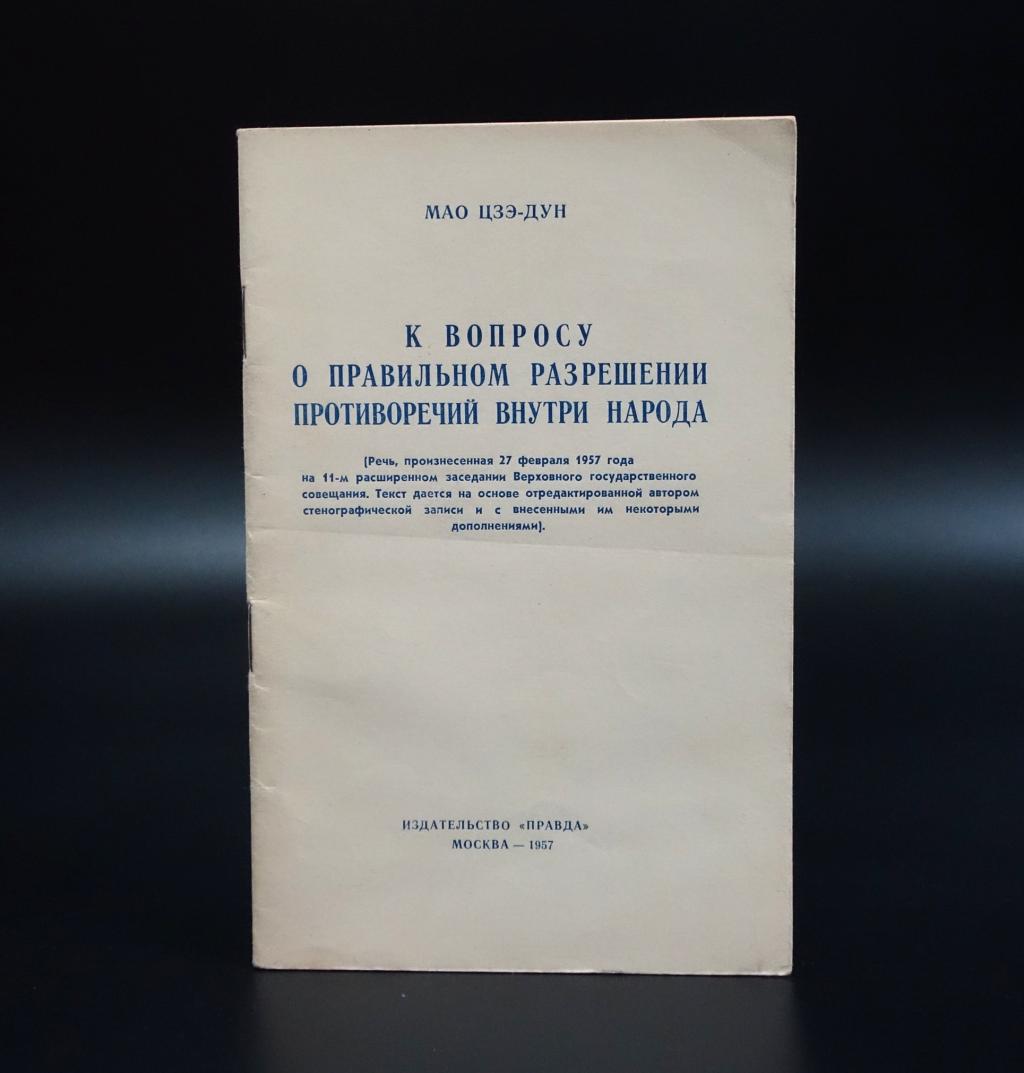 МАО ЦЗЭ-ДУН
К ВОПРОСУ
О ПРАВИЛЬНОМ РАЗРЕШЕНИИ
ПРОТИВОРЕЧИЙ ВНУТРИ НАРОДА
(Речь, произнесенная 27 февраля 1957 года
на 11-м расширенном заседании Верховного государственного
совещания. Текст дается на основе отредактированной автором
стенографической записи и с внесенными им некоторыми
дополнениями).
ИЗДАТЕЛЬСТВО «ПРАВДА»
МОСКВА — 1957